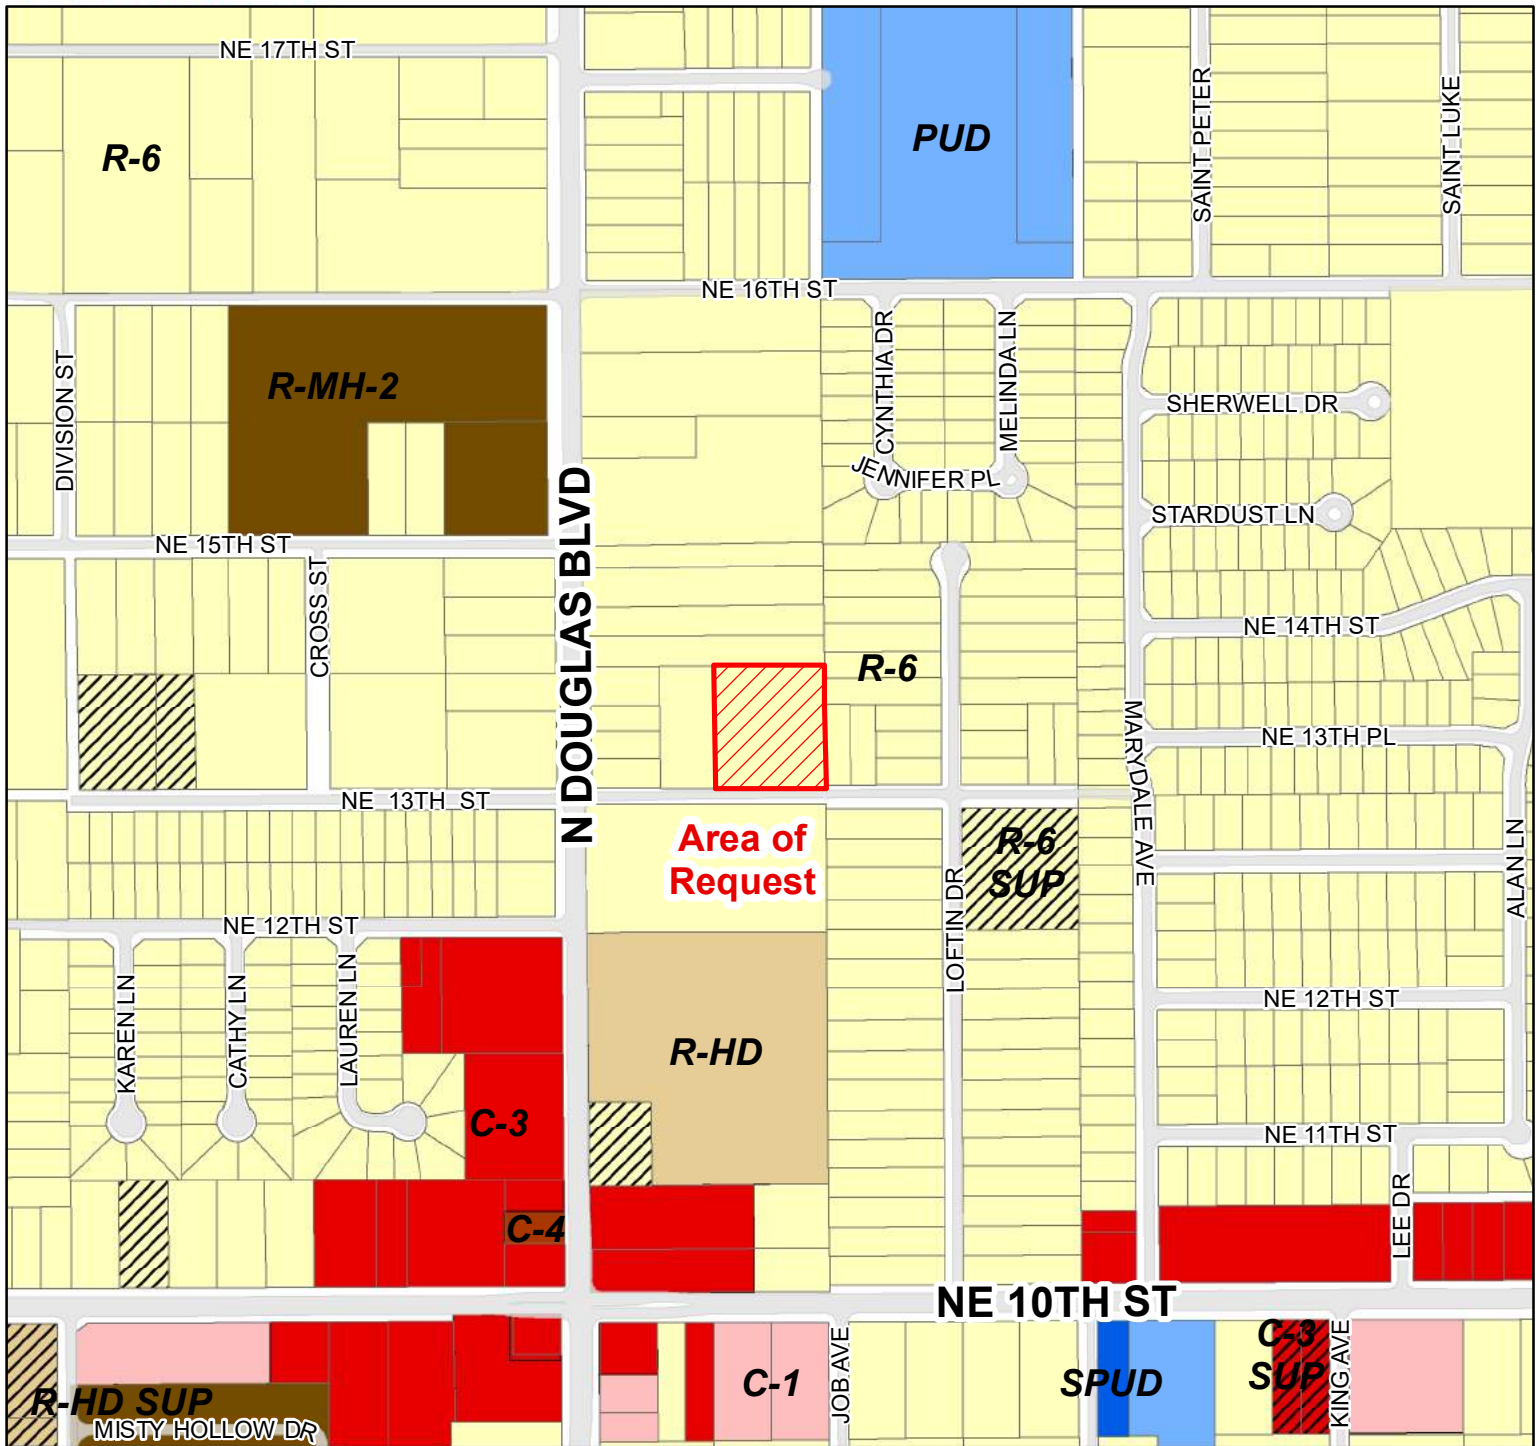 NE 17TH ST
R-6
PUD
SAINT PETER
SAINT LUKE
NE 16TH ST
DIVISION ST
R-MH-2
CYNTHIA DR
MELINDA LN
SHERWELL DR
JENNIFER PL
STARDUST LN
NE 15TH ST
CROSS ST
N DOUGLAS BLVD
NE 14TH ST
R-6
MARYDALE AVE
NE 13TH PL
NE 13TH ST
Area of
Request
R-6
SUP
ALAN LN
LOFTIN DR
NE 12TH ST
KAREN LN
CATHY LN
LAUREN LN
NE 12TH ST
R-HD
C-3
NE 11TH ST
LEE DR
C-4
NE 10TH ST
JOB AVE
C-1
SPUD
C-3
SUP
KING AVE
R-HD SUP
MISTY HOLLOW DR